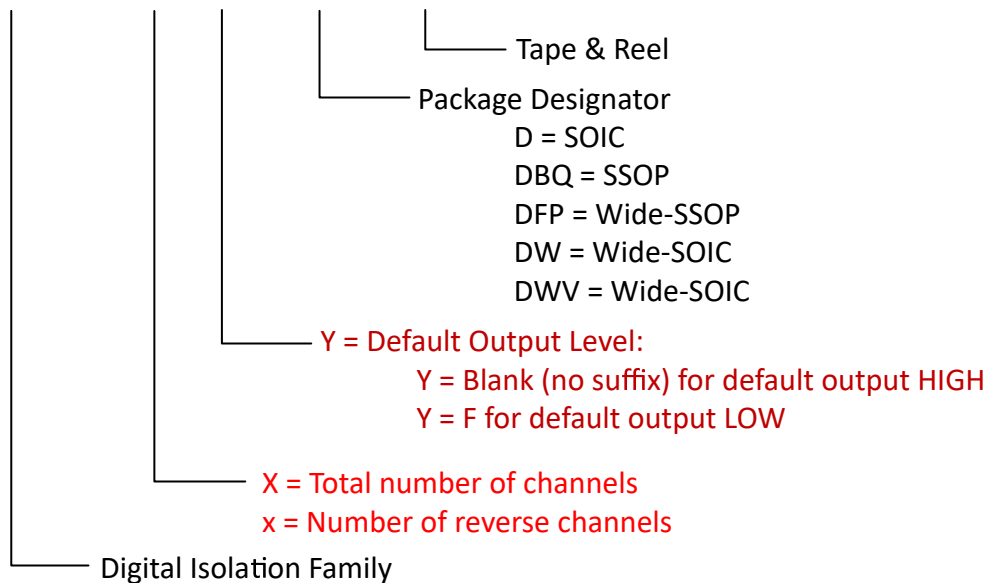 Tape & Reel
Package Designator
D = SOIC
DBQ = SSOP
DFP = Wide-SSOP
DW = Wide-SOIC
DWV = Wide-SOIC
Y = Default Output Level:
Y = Blank (no suffix) for default output HIGH
Y = F for default output LOW
X = Total number of channels
x = Number of reverse channels
Digital Isolation Family